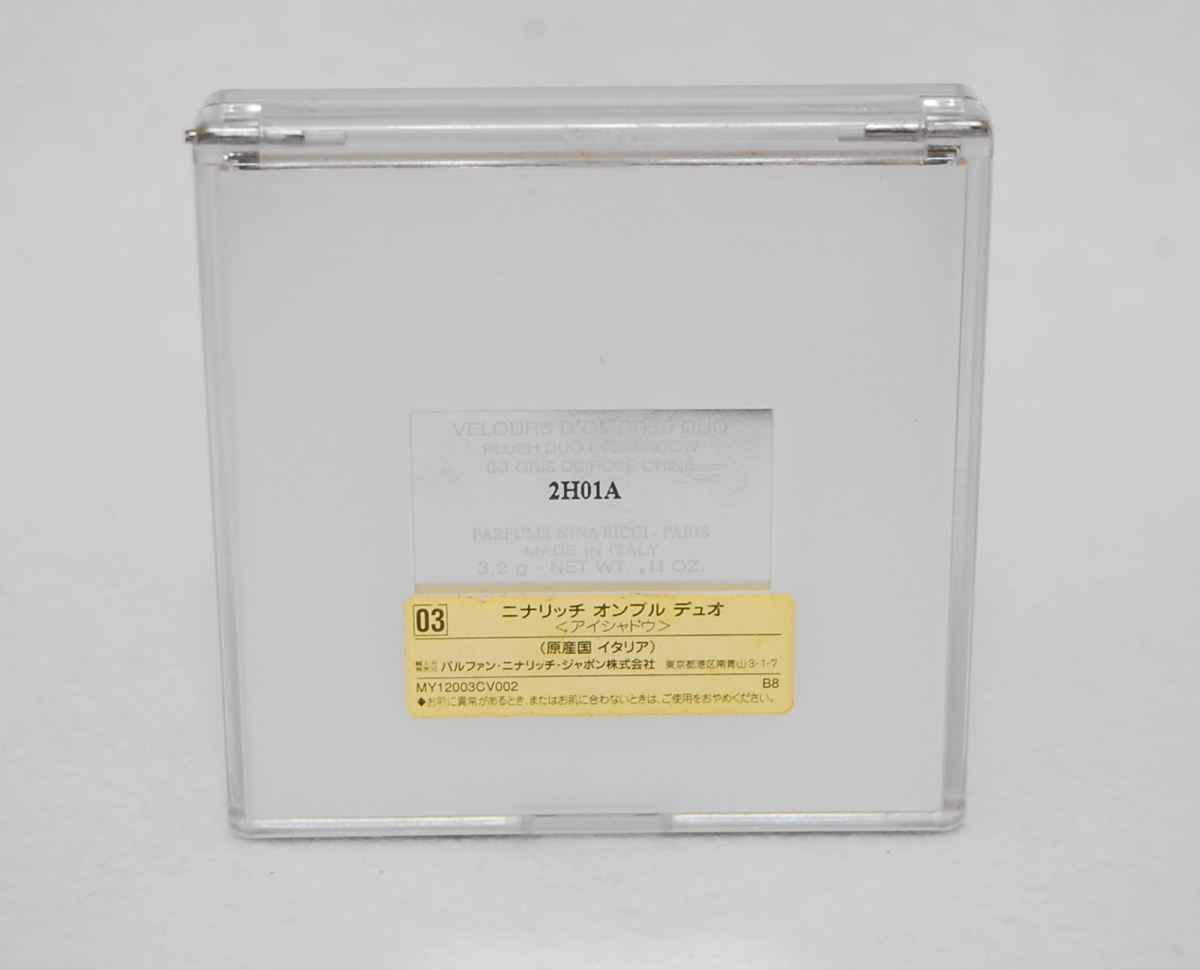 VELOURS D'OMBRES DUO
PLUSH DUO EYESHADOW
03 GRIS DE ROSE CHINÉ
2H01A
PARFUMS NINA RICCI - PARIS
MADE IN ITALY
3,2 g - NET WT. .11 OZ.
03 ニナリッチ オンブル デュオ
<アイシャドウ>
(原産国 イタリア)
パルファン・ニナリッチ・ジャポン株式会社 東京都港区南青山3-1-7
MY12003CV002 B8
◆お肌に異常があるとき、またはお肌に合わないときは、ご使用をおやめください。